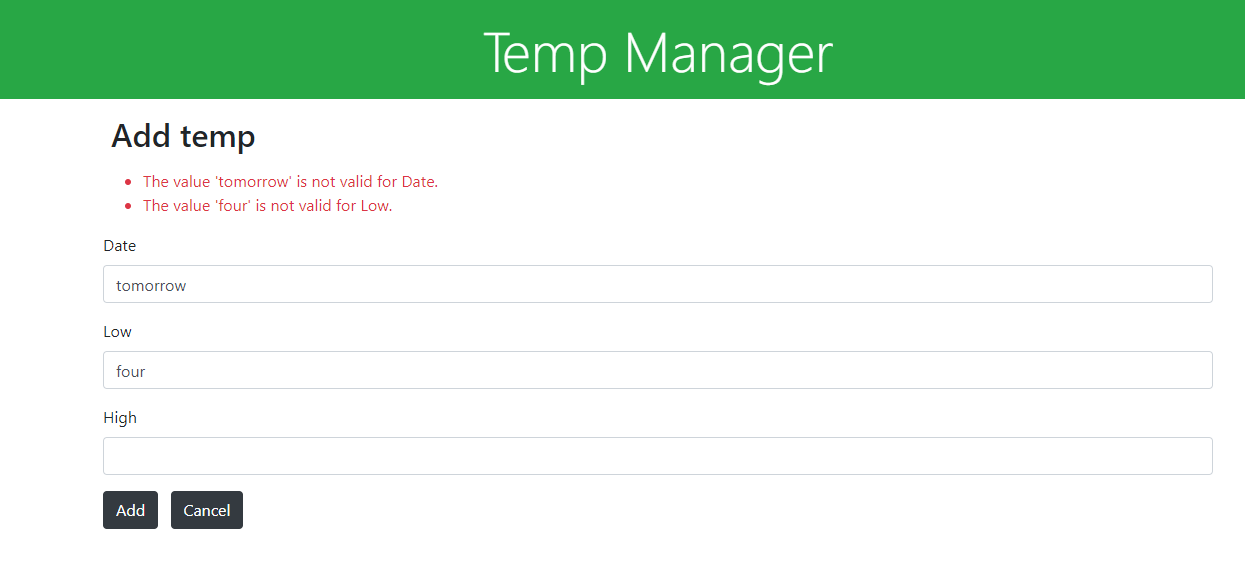 Temp Manager
Add temp
The value 'tomorrow' is not valid for Date.
The value 'four' is not valid for Low.
Date
tomorrow
Low
four
High
Add Cancel